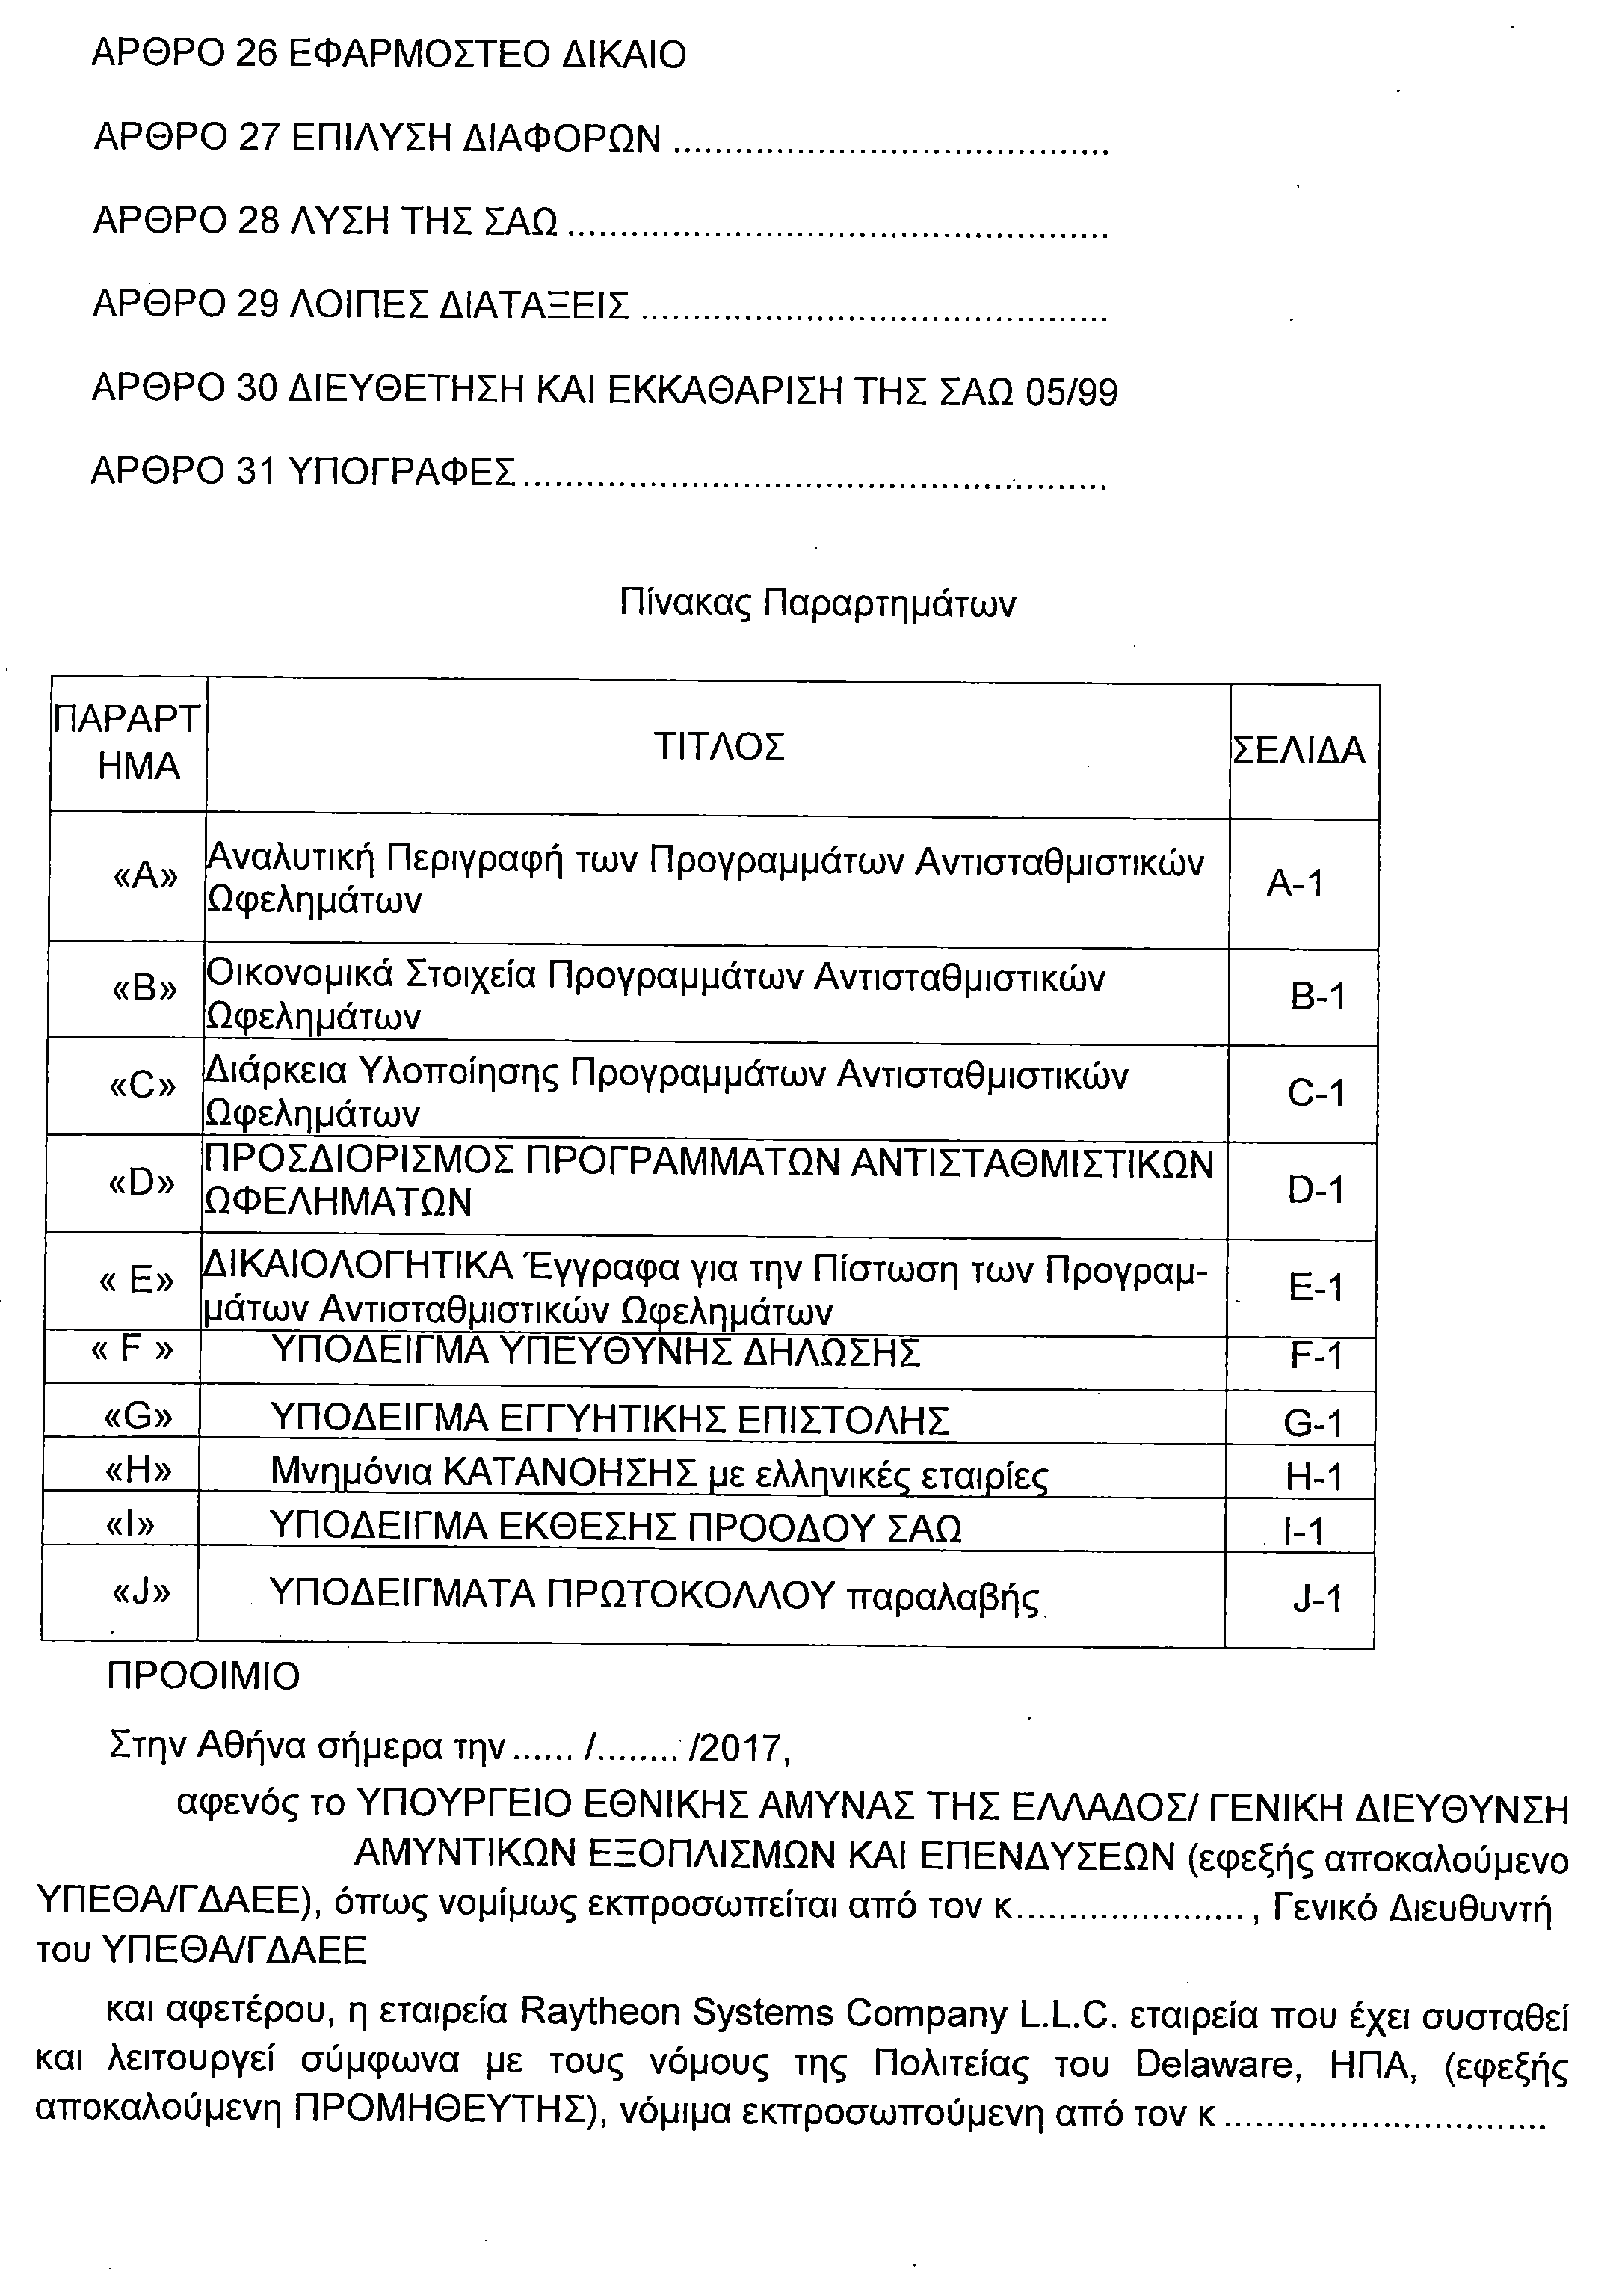 ΑΡΘΡΟ 26 ΕΦΑΡΜΟΣΤΕΟ ΔΙΚΑΙΟ
ΑΡΘΡΟ 27 ΕΠΙΛΥΣΗ ΔΙΑΦΟΡΩΝ ..........................................
ΑΡΘΡΟ 28 ΛΥΣΗ ΤΗΣ ΣΑΩ ....................................................
ΑΡΘΡΟ 29 ΛΟΙΠΕΣ ΔΙΑΤΑΞΕΙΣ .............................................
ΑΡΘΡΟ 30 ΔΙΕΥΘΕΤΗΣΗ ΚΑΙ ΕΚΚΑΘΑΡΙΣΗ ΤΗΣ ΣΑΩ 05/99
ΑΡΘΡΟ 31 ΥΠΟΓΡΑΦΕΣ........................................................
Πίνακας Παραρτημάτων
ΠΑΡΑΡΤ
ΗΜΑ
ΤΙΤΛΟΣ
ΣΕΛΙΔΑ
«Α» Αναλυτική Περιγραφή των Προγραμμάτων Αντισταθμιστικών
Ωφελημάτων
Α-1
«Β» Οικονομικά Στοιχεία Προγραμμάτων Αντισταθμιστικών
Ωφελημάτων
Β-1
«C» Διάρκεια Υλοποίησης Προγραμμάτων Αντισταθμιστικών
Ωφελημάτων
C-1
«D» ΠΡΟΣΔΙΟΡΙΣΜΟΣ ΠΡΟΓΡΑΜΜΑΤΩΝ ΑΝΤΙΣΤΑΘΜΙΣΤΙΚΩΝ
ΩΦΕΛΗΜΑΤΩΝ
D-1
« Ε» ΔΙΚΑΙΟΛΟΓΗΤΙΚΑ Έγγραφα για την Πίστωση των Προγραμ-
μάτων Αντισταθμιστικών Ωφελημάτων
Ε-1
« F » ΥΠΟΔΕΙΓΜΑ ΥΠΕΥΘΥΝΗΣ ΔΗΛΩΣΗΣ F-1
«G» ΥΠΟΔΕΙΓΜΑ ΕΓΓΥΗΤΙΚΗΣ ΕΠΙΣΤΟΛΗΣ G-1
«Η» Μνημόνια ΚΑΤΑΝΟΗΣΗΣ με ελληνικές εταιρίες Η-1
«Ι» ΥΠΟΔΕΙΓΜΑ ΕΚΘΕΣΗΣ ΠΡΟΟΔΟΥ ΣΑΩ Ι-1
«J» ΥΠΟΔΕΙΓΜΑΤΑ ΠΡΩΤΟΚΟΛΛΟΥ παραλαβής J-1
ΠΡΟΟΙΜΙΟ
Στην Αθήνα σήμερα την ...... /........ /2017,
αφενός το ΥΠΟΥΡΓΕΙΟ ΕΘΝΙΚΗΣ ΑΜΥΝΑΣ ΤΗΣ ΕΛΛΑΔΟΣ/ ΓΕΝΙΚΗ ΔΙΕΥΘΥΝΣΗ
ΑΜΥΝΤΙΚΩΝ ΕΞΟΠΛΙΣΜΩΝ ΚΑΙ ΕΠΕΝΔΥΣΕΩΝ (εφεξής αποκαλούμενο
ΥΠΕΘΑ/ΓΔΑΕΕ), όπως νομίμως εκπροσωπείται από τον κ......................, Γενικό Διευθυντή
του ΥΠΕΘΑ/ΓΔΑΕΕ
και αφετέρου, η εταιρεία Raytheon Systems Company L.L.C. εταιρεία που έχει συσταθεί
και λειτουργεί σύμφωνα με τους νόμους της Πολιτείας του Delaware, ΗΠΑ, (εφεξής
αποκαλούμενη ΠΡΟΜΗΘΕΥΤΗΣ), νόμιμα εκπροσωπούμενη από τον κ ...............................